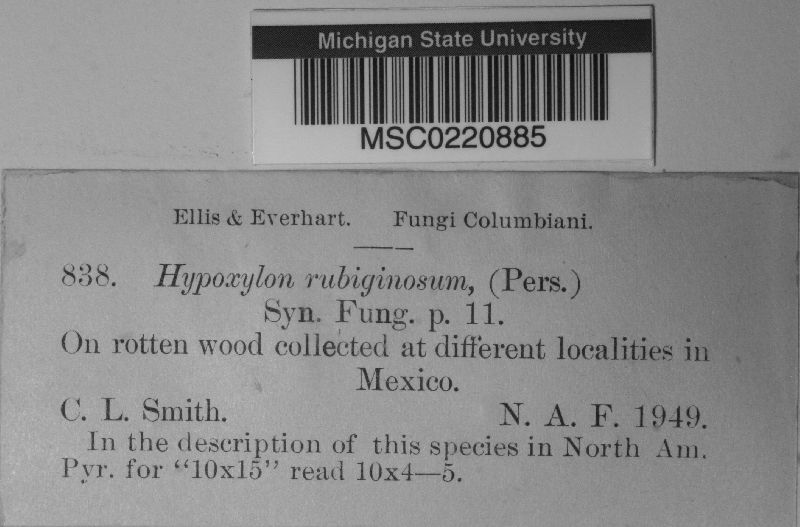 Michigan State University
MSC0220885
Ellis & Everhart. Fungi Columbiani.
838. Hypoxylon rubiginosum, (Pers.)
Syn. Fung. p. 11.
On rotten wood collected at different localities in
Mexico.
C. L. Smith. N. A. F. 1949.
In the description of this species in North Am.
Pyr. for “10x15” read 10x4—5.